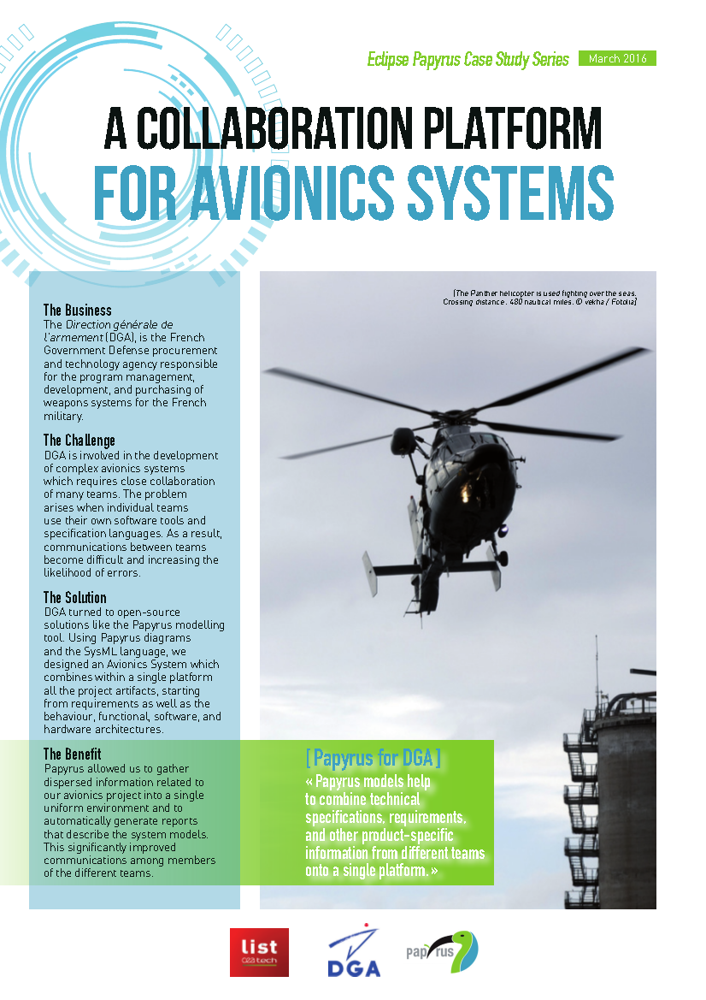 Eclipse Papyrus Case Study Series
March 2016
A COLLABORATION PLATFORM
FOR AVIONICS SYSTEMS
[The Panther helicopter is used fighting over the seas.
Crossing distance: 480 nautical miles. © vekha / Fotolia]
The Business
The Direction générale de
l'armement (DGA), is the French
Government Defense procurement
and technology agency responsible
for the program management,
development, and purchasing of
weapons systems for the French
military.
The Challenge
DGA is involved in the development
of complex avionics systems
which requires close collaboration
of many teams. The problem
arises when individual teams
use their own software tools and
specification languages. As a result,
communications between teams
become difficult and increasing the
likelihood of errors.
The Solution
DGA turned to open-source
solutions like the Papyrus modelling
tool. Using Papyrus diagrams
and the SysML language, we
designed an Avionics System which
combines within a single platform
all the project artifacts, starting
from requirements as well as the
behaviour, functional, software, and
hardware architectures.
The Benefit
Papyrus allowed us to gather
dispersed information related to
our avionics project into a single
uniform environment and to
automatically generate reports
that describe the system models.
This significantly improved
communications among members
of the different teams.
[Papyrus for DGA]
« Papyrus models help
to combine technical
specifications, requirements,
and other product-specific
information from different teams
onto a single platform. »
list
cea tech
DGA
papyrus